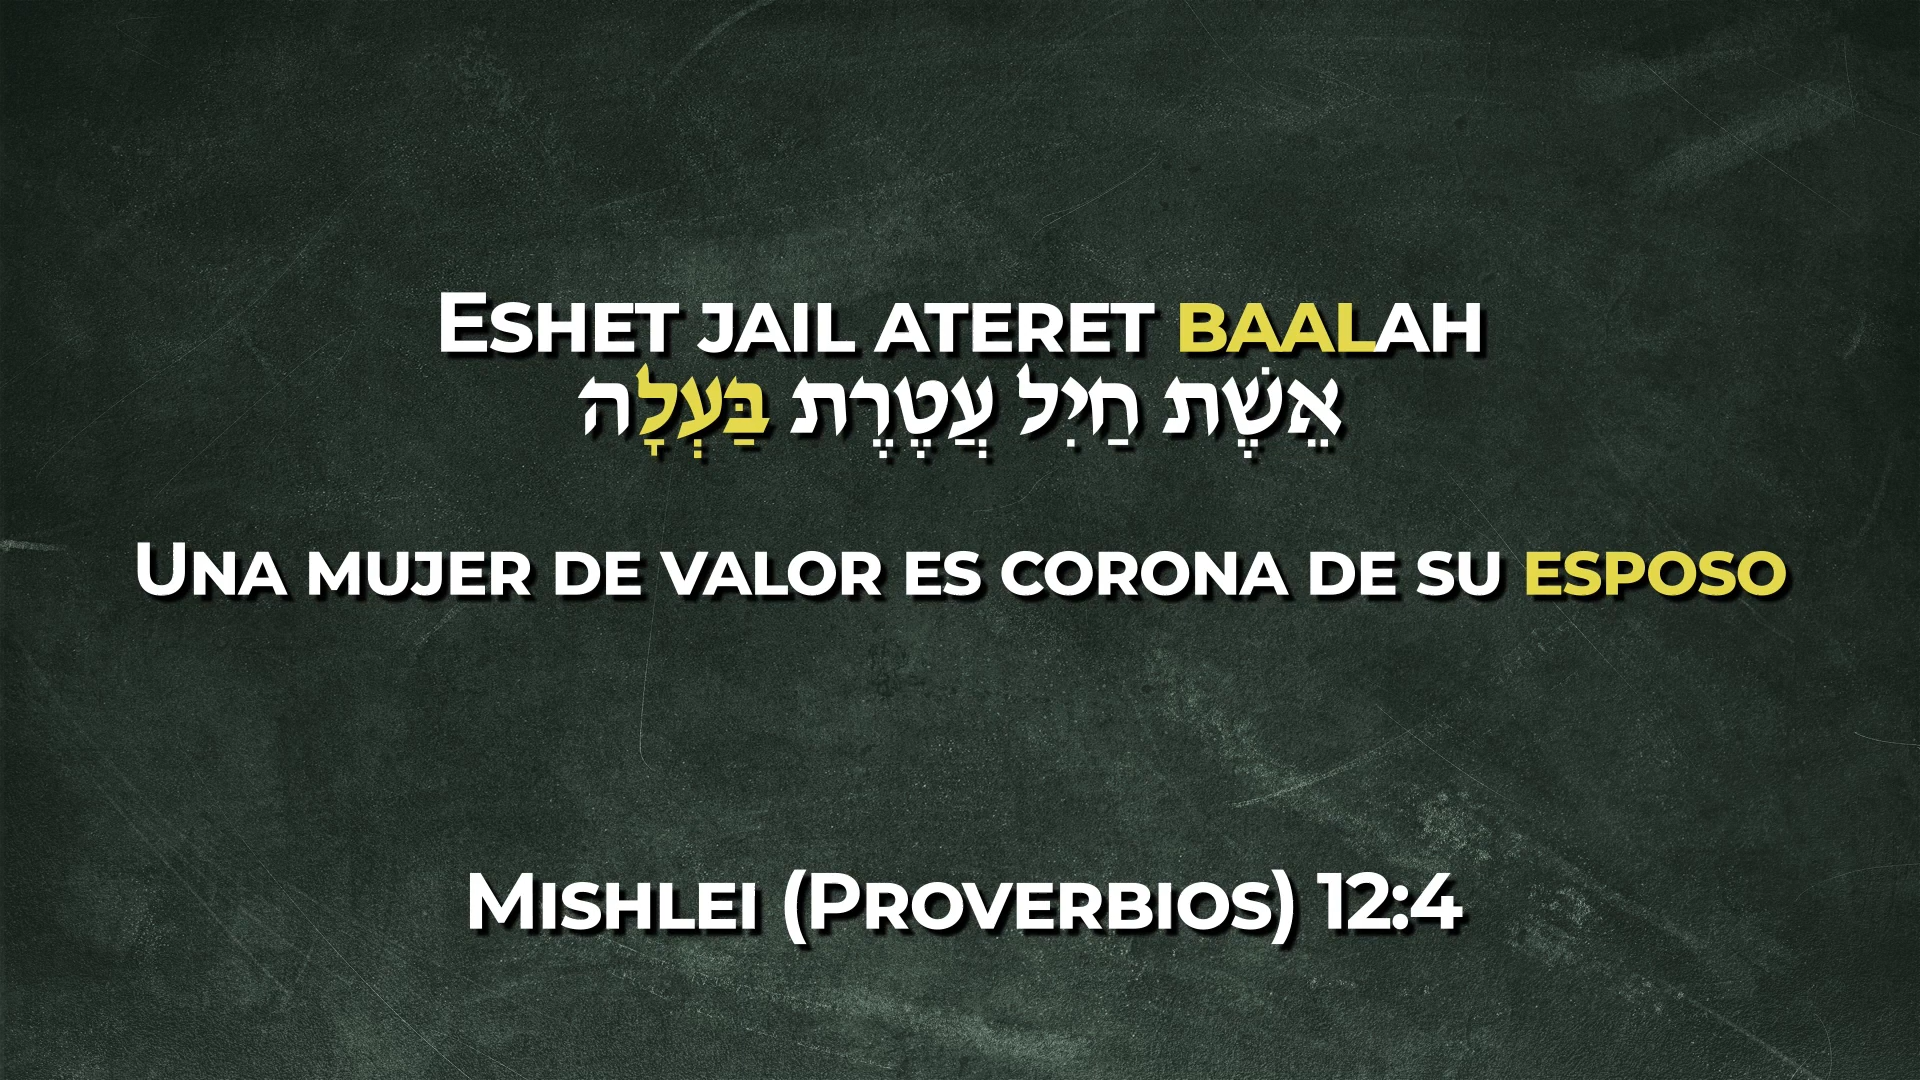 Eshet jail ateret baalah
אֵשֶׁת חַיִל עֲטֶרֶת בַּעְלָה
Una mujer de valor es corona de su esposo
Mishlei (Proverbios) 12:4